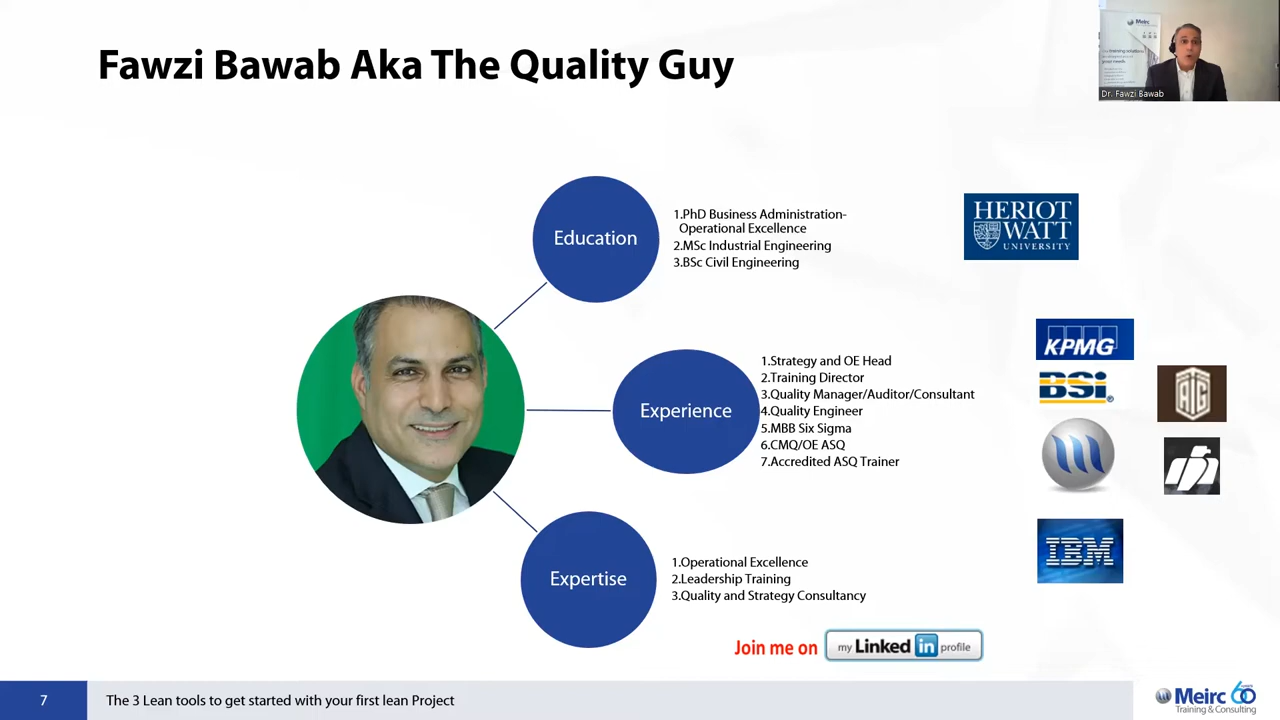 Fawzi Bawab Aka The Quality Guy
Meirc
Dr. Fawzi Bawab
Education
1.PhD Business Administration-
Operational Excellence
2.MSc Industrial Engineering
3.BSc Civil Engineering
HERIOT
WATT
UNIVERSITY
Experience
1.Strategy and OE Head
2.Training Director
3.Quality Manager/Auditor/Consultant
4.Quality Engineer
5.MBB Six Sigma
6.CMQ/OE ASQ
7.Accredited ASQ Trainer
KPMG
BSi
IBM
Expertise
1.Operational Excellence
2.Leadership Training
3.Quality and Strategy Consultancy
Join me on
my Linked in profile
7
The 3 Lean tools to get started with your first lean Project
Meirc 60
Training & Consulting